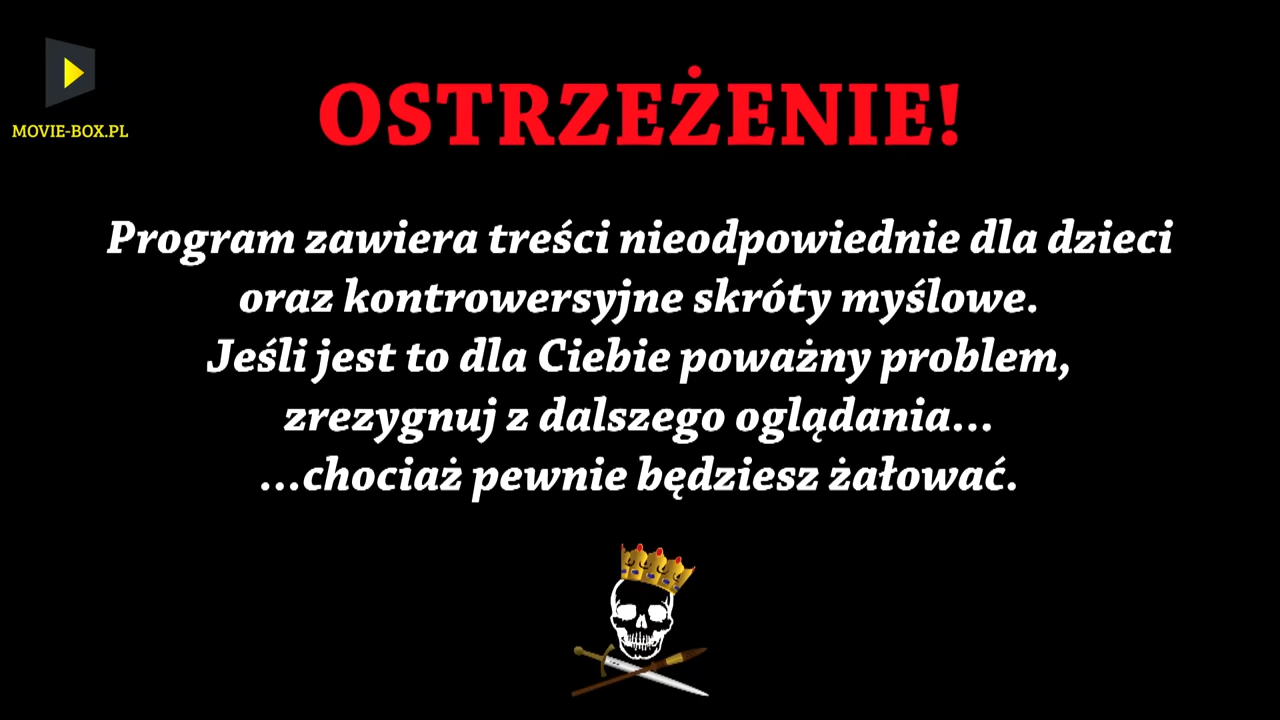 MOVIE-BOX.PL
OSTRZEŻENIE!
Program zawiera treści nieodpowiednie dla dzieci
oraz kontrowersyjne skróty myślowe.
Jeśli jest to dla Ciebie poważny problem,
zrezygnuj z dalszego oglądania...
...chociaż pewnie będziesz żałować.